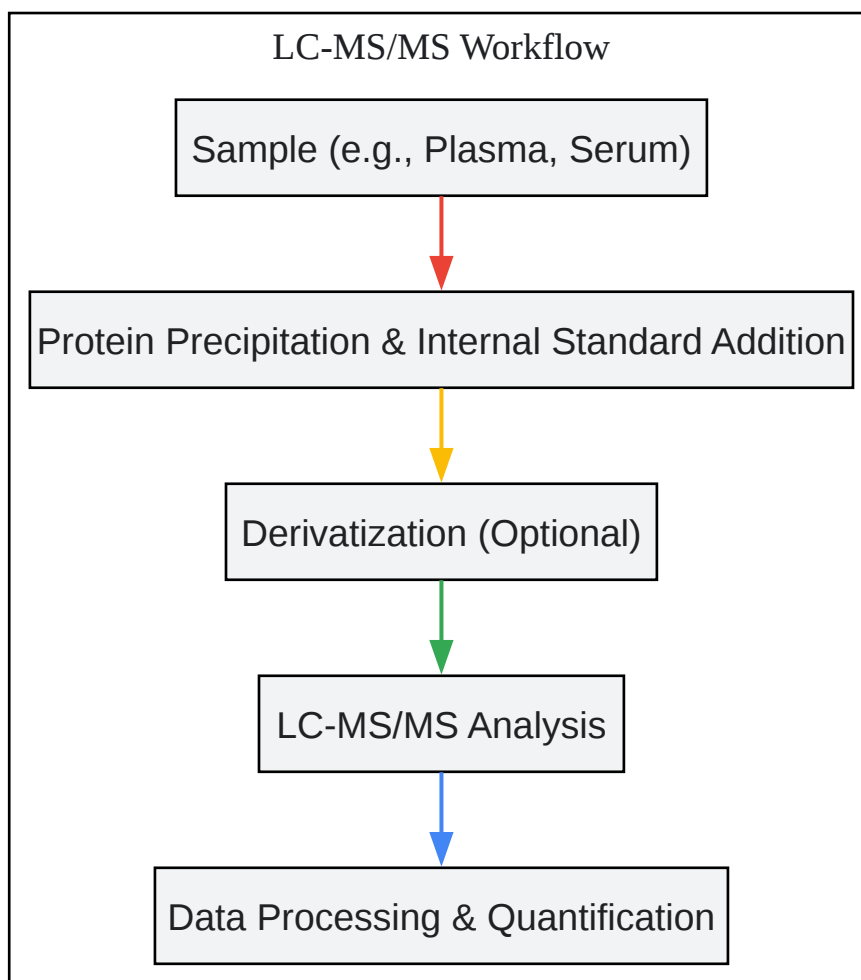 LC-MS/MS Workflow
Sample (e.g., Plasma, Serum)
Protein Precipitation & Internal Standard Addition
Derivatization (Optional)
LC-MS/MS Analysis
Data Processing & Quantification